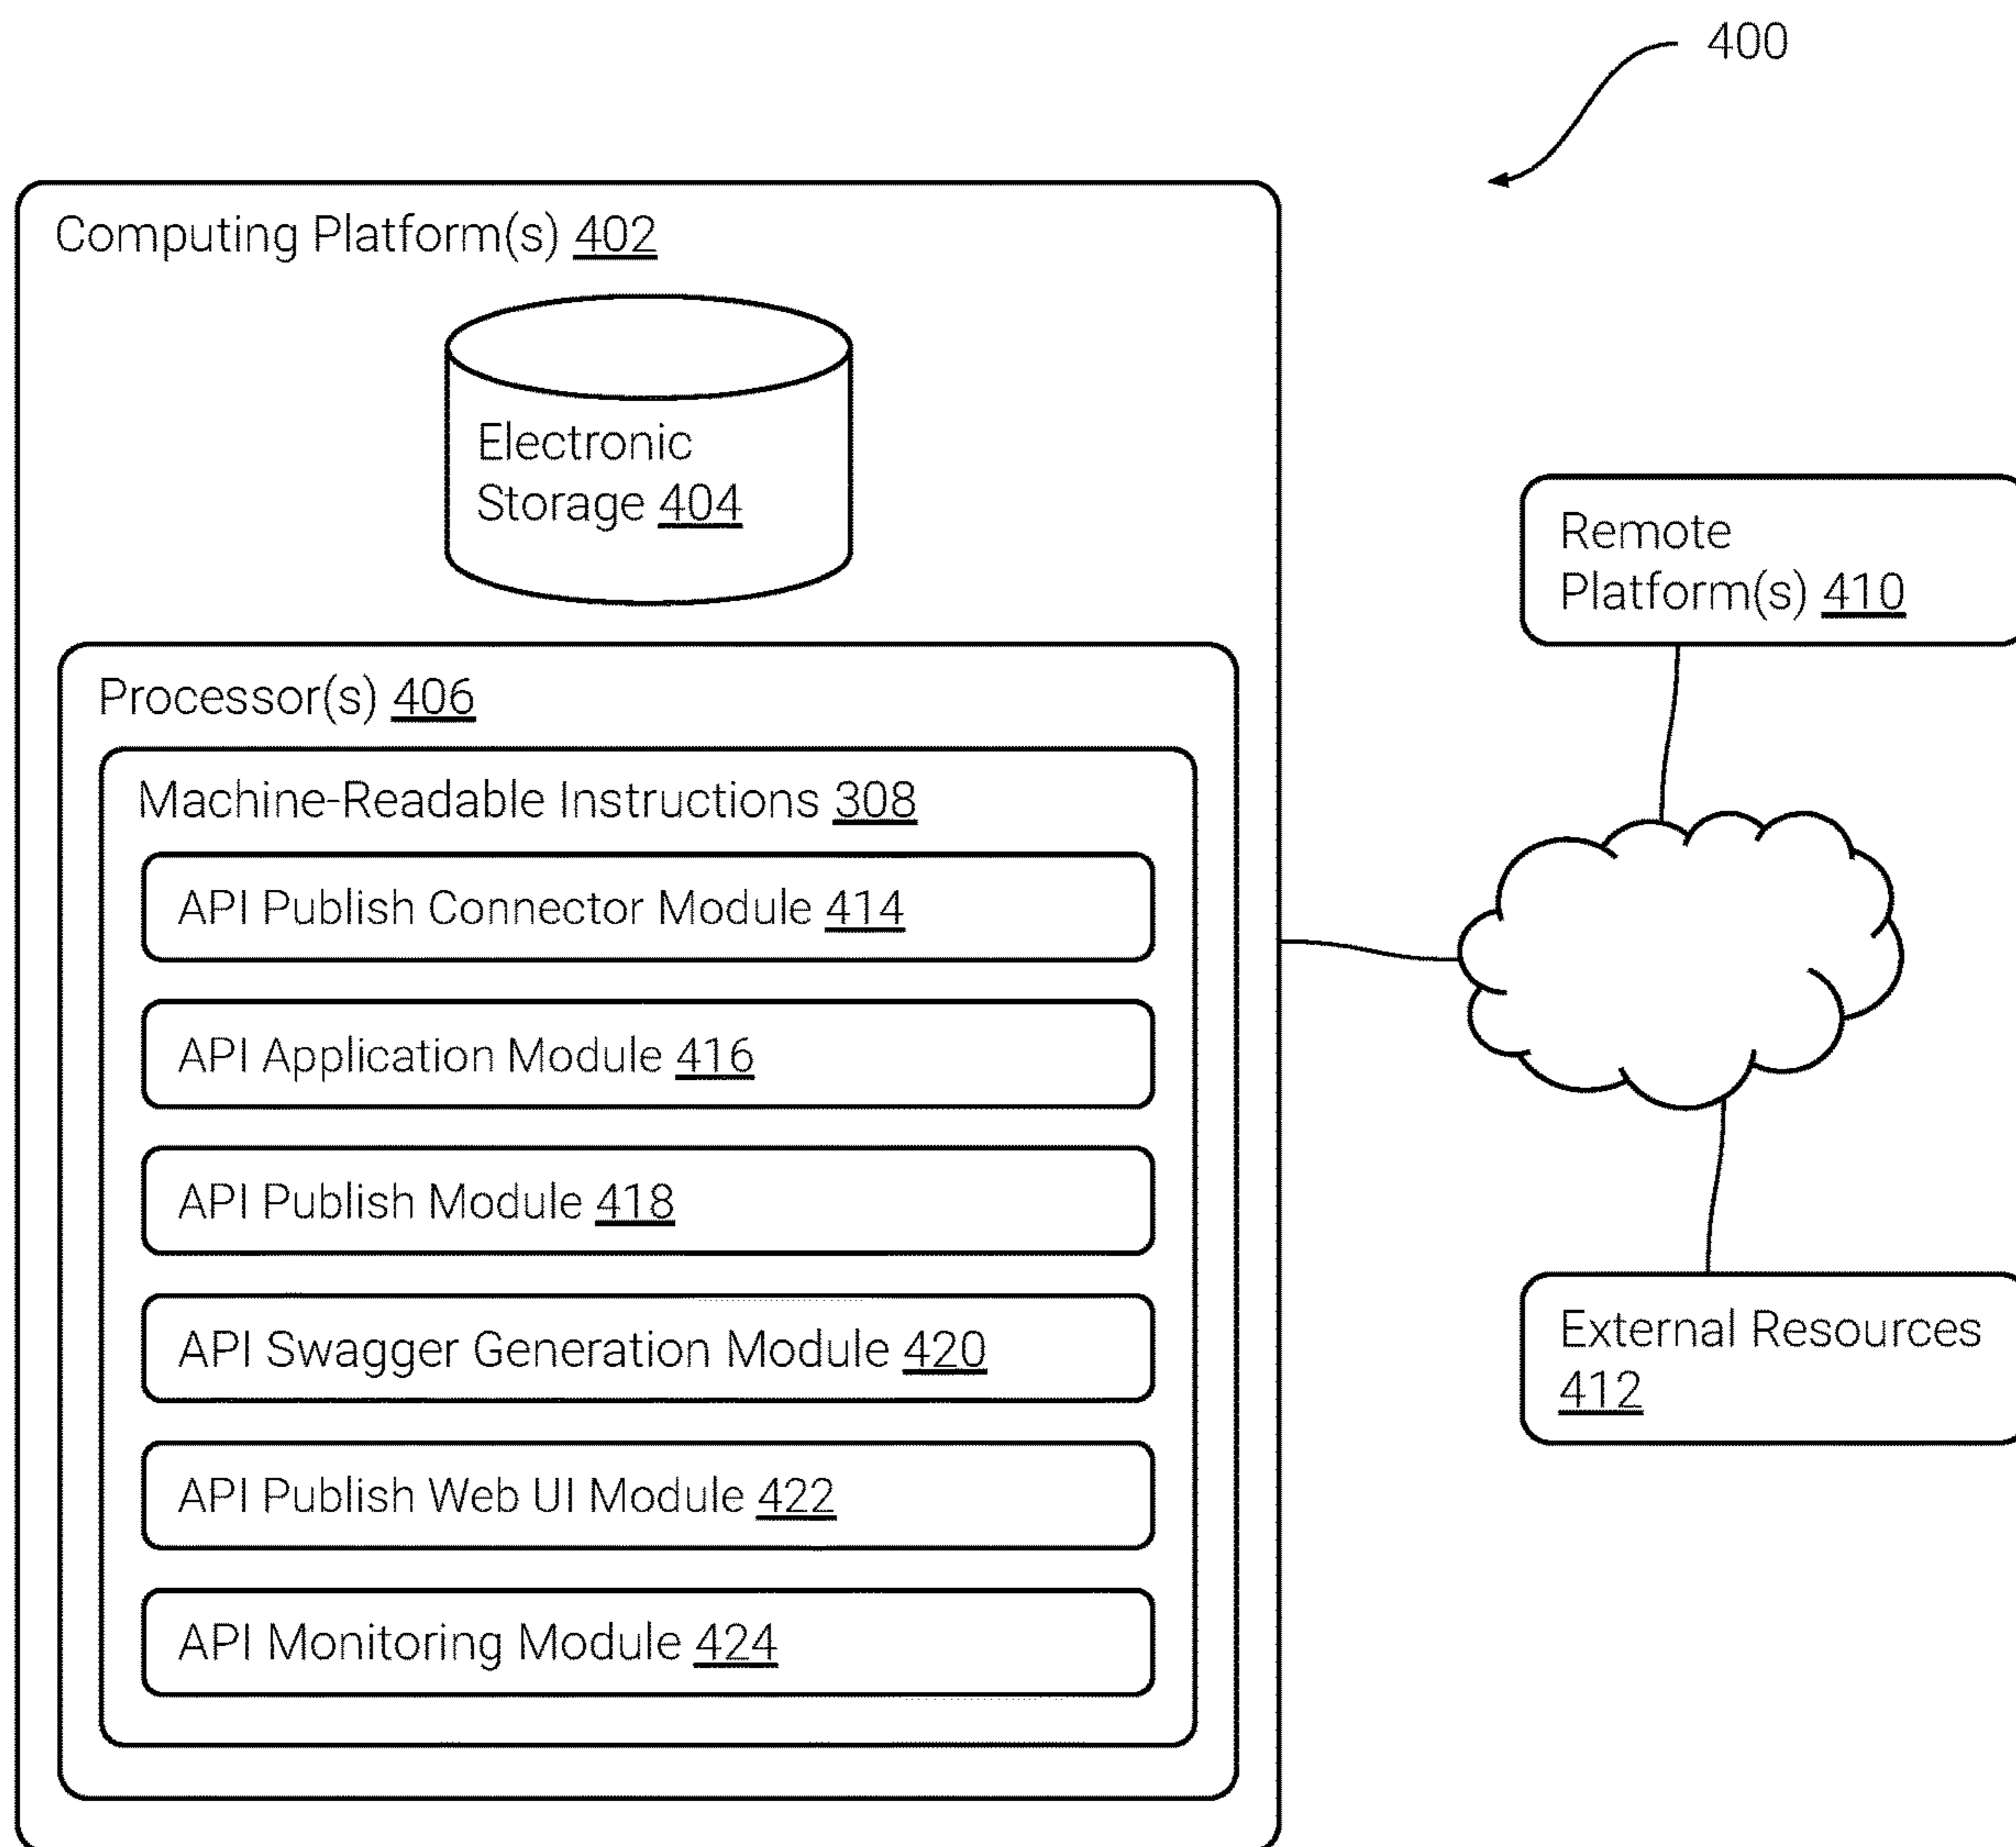 400
Computing Platform(s) 402
Electronic
Storage 404
Processor(s) 406
Machine-Readable Instructions 308
API Publish Connector Module 414
API Application Module 416
API Publish Module 418
API Swagger Generation Module 420
API Publish Web UI Module 422
API Monitoring Module 424
Remote
Platform(s) 410
External Resources
412